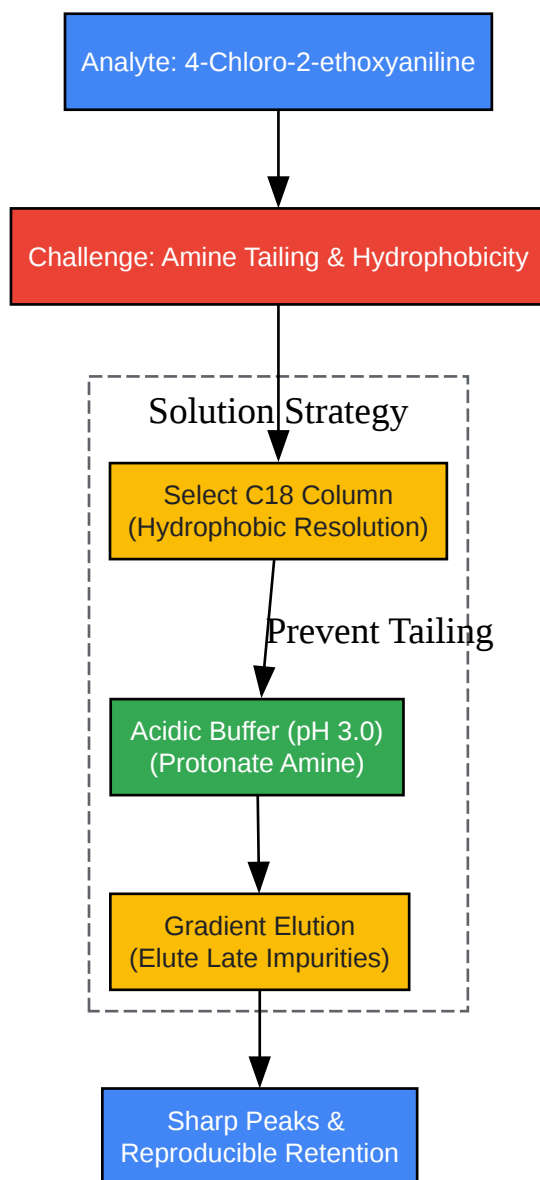 Analyte: 4-Chloro-2-ethoxyaniline
Challenge: Amine Tailing & Hydrophobicity
Solution Strategy
Select C18 Column
(Hydrophobic Resolution)
Prevent Tailing
Acidic Buffer (pH 3.0)
(Protonate Amine)
Gradient Elution
(Elute Late Impurities)
Sharp Peaks &
Reproducible Retention